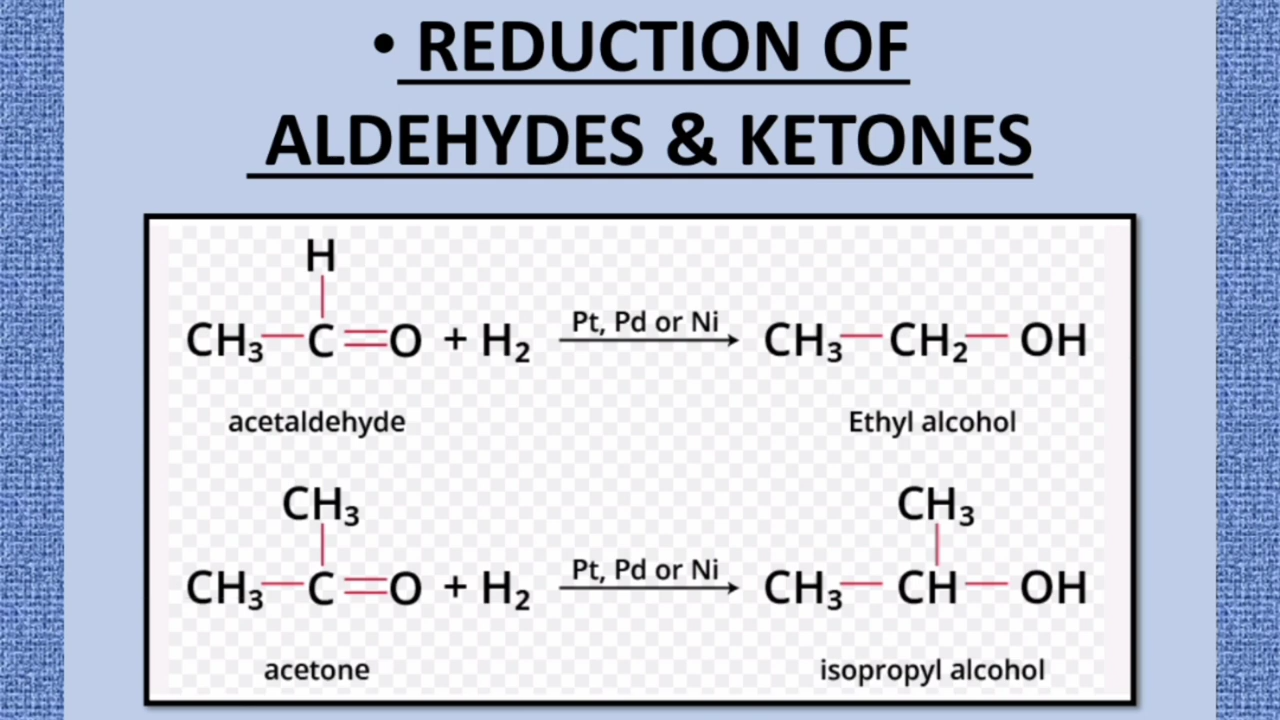 • REDUCTION OF
ALDEHYDES & KETONES
H
CH₃—C=O + H₂ Pt, Pd or Ni CH₃—CH₂—OH
acetaldehyde Ethyl alcohol
CH₃ CH₃
CH₃—C=O + H₂ Pt, Pd or Ni CH₃—CH—OH
acetone isopropyl alcohol